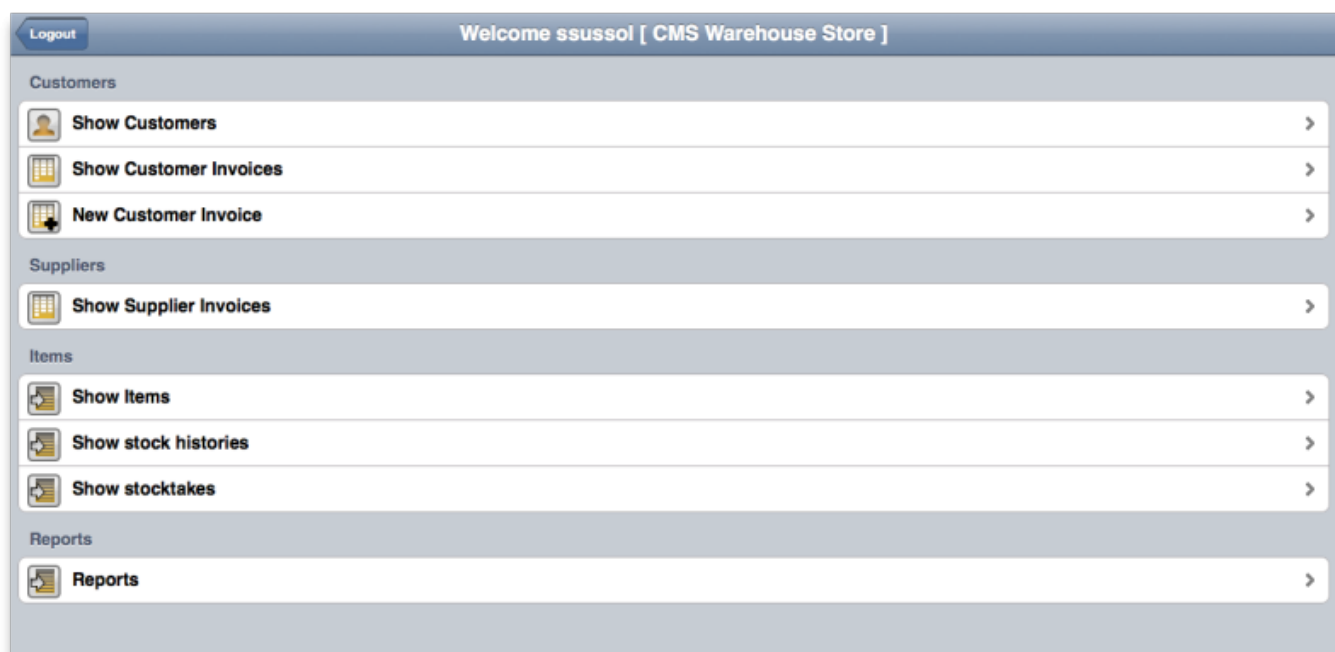 Logout
Welcome ssussol [ CMS Warehouse Store ]
Customers
Show Customers
Show Customer Invoices
New Customer Invoice
Suppliers
Show Supplier Invoices
Items
Show Items
Show stock histories
Show stocktakes
Reports
Reports